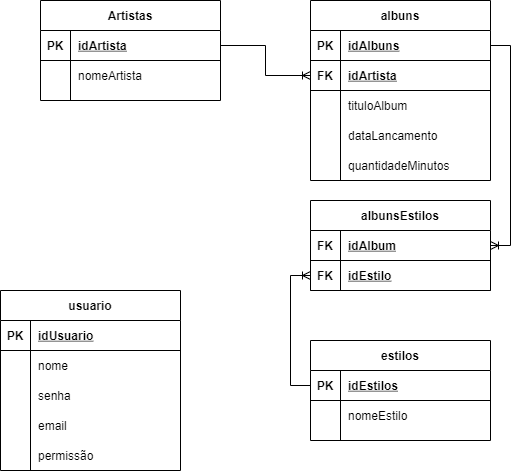 Artistas
PK idArtista
nomeArtista
albuns
PK idAlbuns
FK idArtista
tituloAlbum
dataLancamento
quantidadeMinutos
albunsEstilos
FK idAlbum
FK idEstilo
usuario
PK idUsuario
nome
senha
email
permissão
estilos
PK idEstilos
nomeEstilo